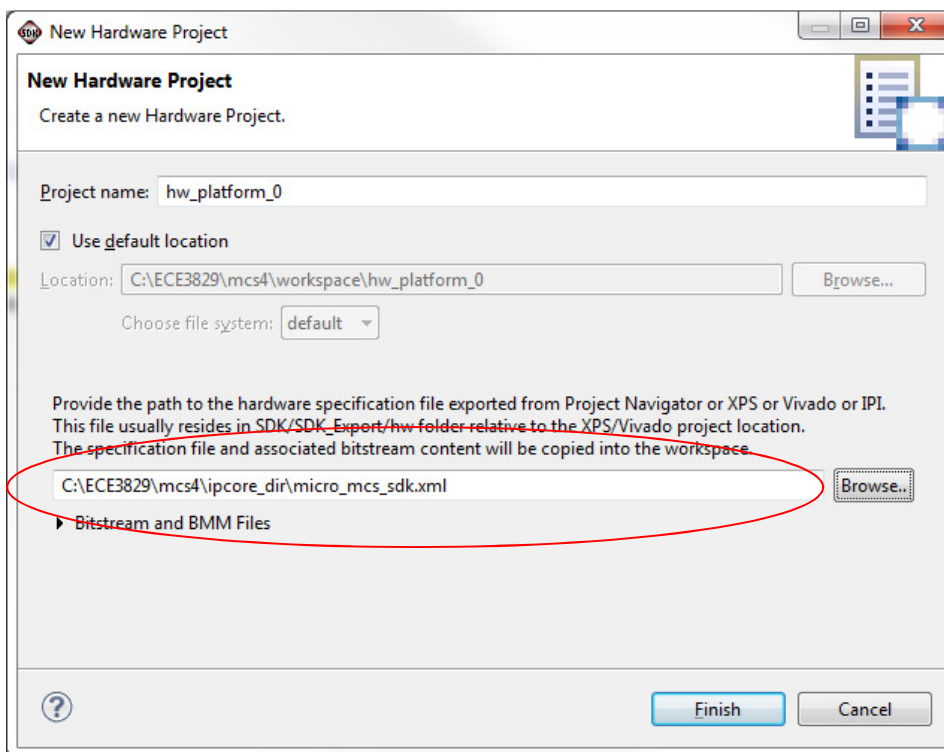 SDK New Hardware Project
New Hardware Project
Create a new Hardware Project.
Project name: hw_platform_0
Use default location
Location: C:\ECE3829\mcs4\workspace\hw_platform_0 Browse...
Choose file system: default
Provide the path to the hardware specification file exported from Project Navigator or XPS or Vivado or IPI.
This file usually resides in SDK/SDK_Export/hw folder relative to the XPS/Vivado project location.
The specification file and associated bitstream content will be copied into the workspace.
C:\ECE3829\mcs4\ipcore_dir\micro_mcs_sdk.xml Browse..
Bitstream and BMM Files
? Finish Cancel